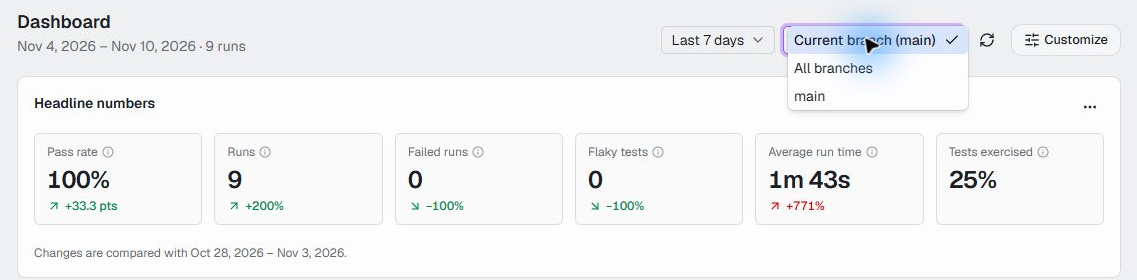 Dashboard
Nov 4, 2026 – Nov 10, 2026 · 9 runs
Last 7 days
Current branch (main)
All branches
main
Customize
Headline numbers
Pass rate
100%
+33.3 pts
Runs
9
+200%
Failed runs
0
−100%
Flaky tests
0
−100%
Average run time
1m 43s
+771%
Tests exercised
25%
Changes are compared with Oct 28, 2026 – Nov 3, 2026.